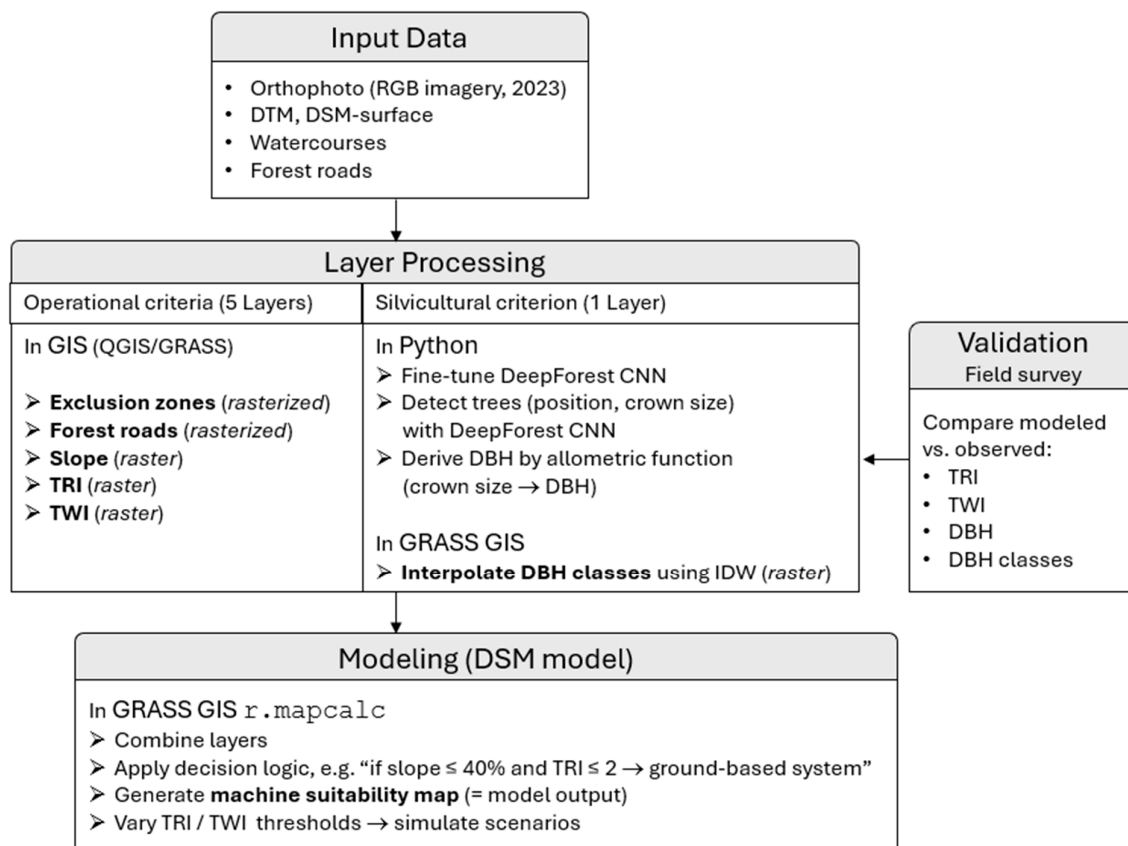 Input Data
• Orthophoto (RGB imagery, 2023)
• DTM, DSM-surface
• Watercourses
• Forest roads
Layer Processing
Operational criteria (5 Layers)
In GIS (QGIS/GRASS)
➢ Exclusion zones (rasterized)
➢ Forest roads (rasterized)
➢ Slope (raster)
➢ TRI (raster)
➢ TWI (raster)
Silvicultural criterion (1 Layer)
In Python
➢ Fine-tune DeepForest CNN
➢ Detect trees (position, crown size)
with DeepForest CNN
➢ Derive DBH by allometric function
(crown size → DBH)
In GRASS GIS
➢ Interpolate DBH classes using IDW (raster)
Validation
Field survey
Compare modeled
vs. observed:
• TRI
• TWI
• DBH
• DBH classes
Modeling (DSM model)
In GRASS GIS r.mapcalc
➢ Combine layers
➢ Apply decision logic, e.g. “if slope ≤ 40% and TRI ≤ 2 → ground-based system”
➢ Generate machine suitability map (= model output)
➢ Vary TRI / TWI thresholds → simulate scenarios